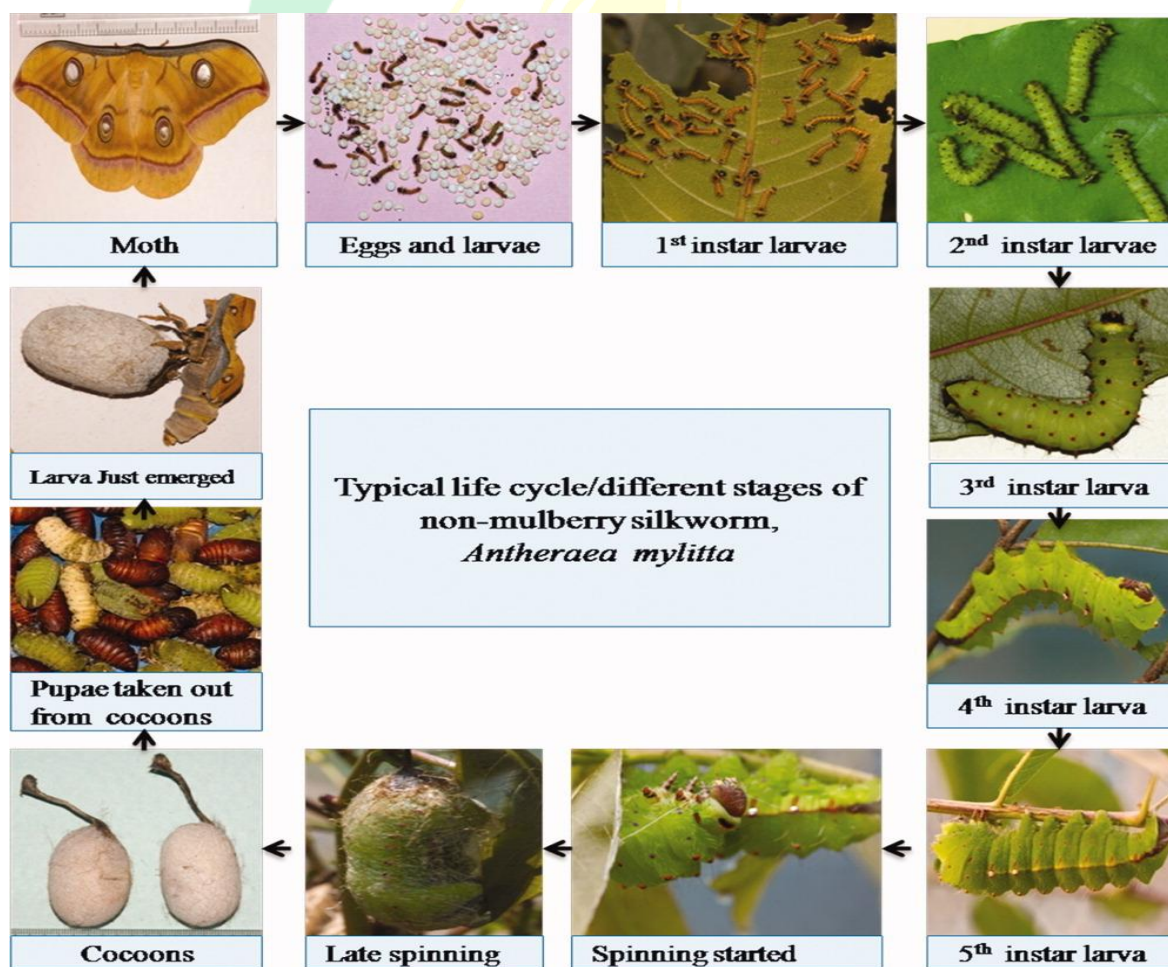 Moth
Eggs and larvae
1st instar larvae
2nd instar larvae
Larva Just emerged
Typical life cycle/different stages of
non-mulberry silkworm,
Antheraea mylitta
3rd instar larva
Pupae taken out
from cocoons
4th instar larva
Cocoons
Late spinning
Spinning started
5th instar larva